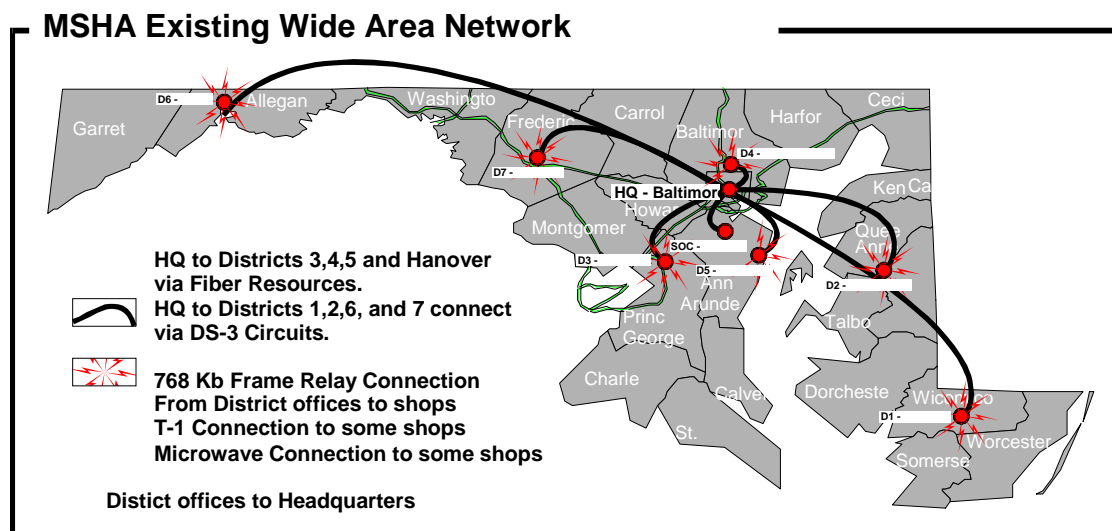 MSHA Existing Wide Area Network
D6 -
Allegan
Washingto
Carrol
Ceci
Garret
Frederic
Baltimor
Harfor
D4 -
D7 -
HQ - Baltimore
Ken
Ca
Howar
Montgomer
Quee
Ann
SOC -
D3 -
D5 -
D2 -
Ann
Arunde
HQ to Districts 3,4,5 and Hanover
via Fiber Resources.
HQ to Districts 1,2,6, and 7 connect
via DS-3 Circuits.
Princ
George
Talbo
768 Kb Frame Relay Connection
From District offices to shops
T-1 Connection to some shops
Microwave Connection to some shops
Charle
Calver
Dorcheste
Wicomico
D1 -
St.
Worcester
Somerse
Distict offices to Headquarters